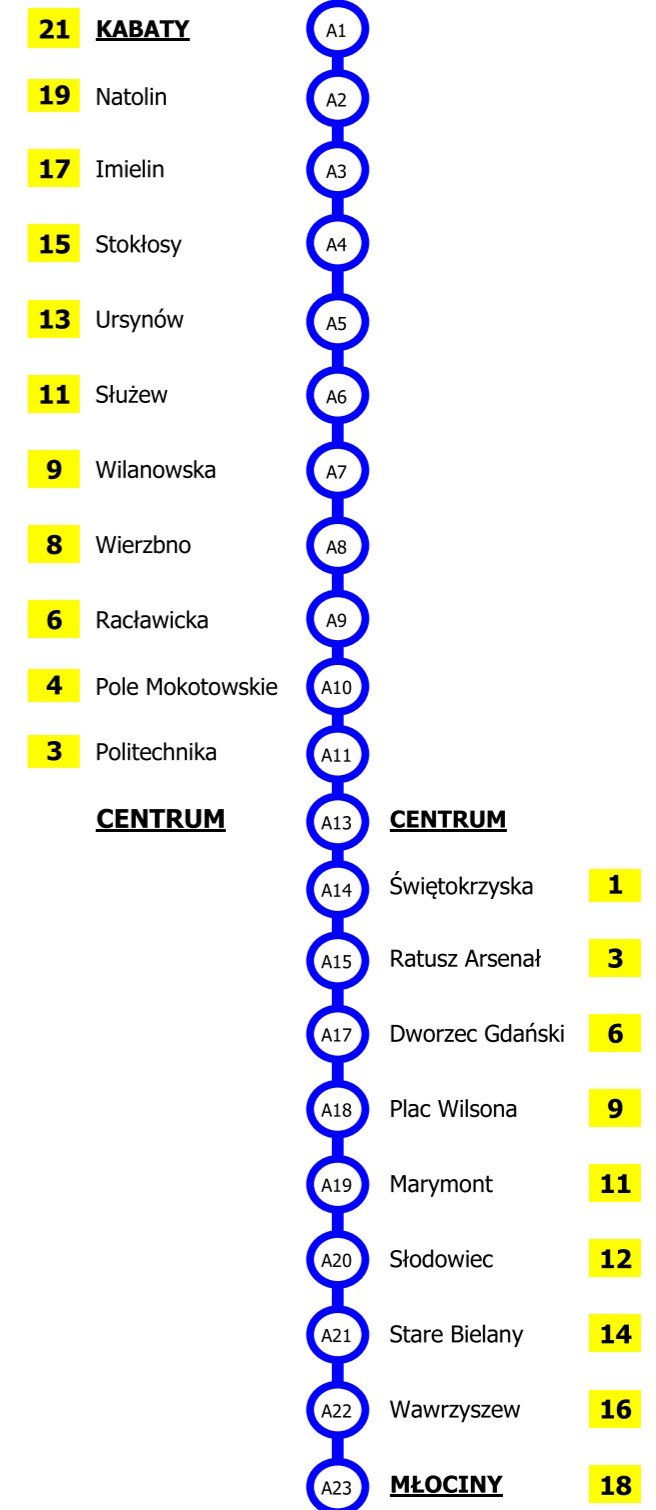 21 KABATY A1
19 Natolin A2
17 Imielin A3
15 Stokłosy A4
13 Ursynów A5
11 Służew A6
9 Wilanowska A7
8 Wierzbno A8
6 Racławicka A9
4 Pole Mokotowskie A10
3 Politechnika A11
CENTRUM A13 CENTRUM
A14 Świętokrzyska 1
A15 Ratusz Arsenał 3
A17 Dworzec Gdański 6
A18 Plac Wilsona 9
A19 Marymont 11
A20 Słodowiec 12
A21 Stare Bielany 14
A22 Wawrzyszew 16
A23 MŁOCINY 18